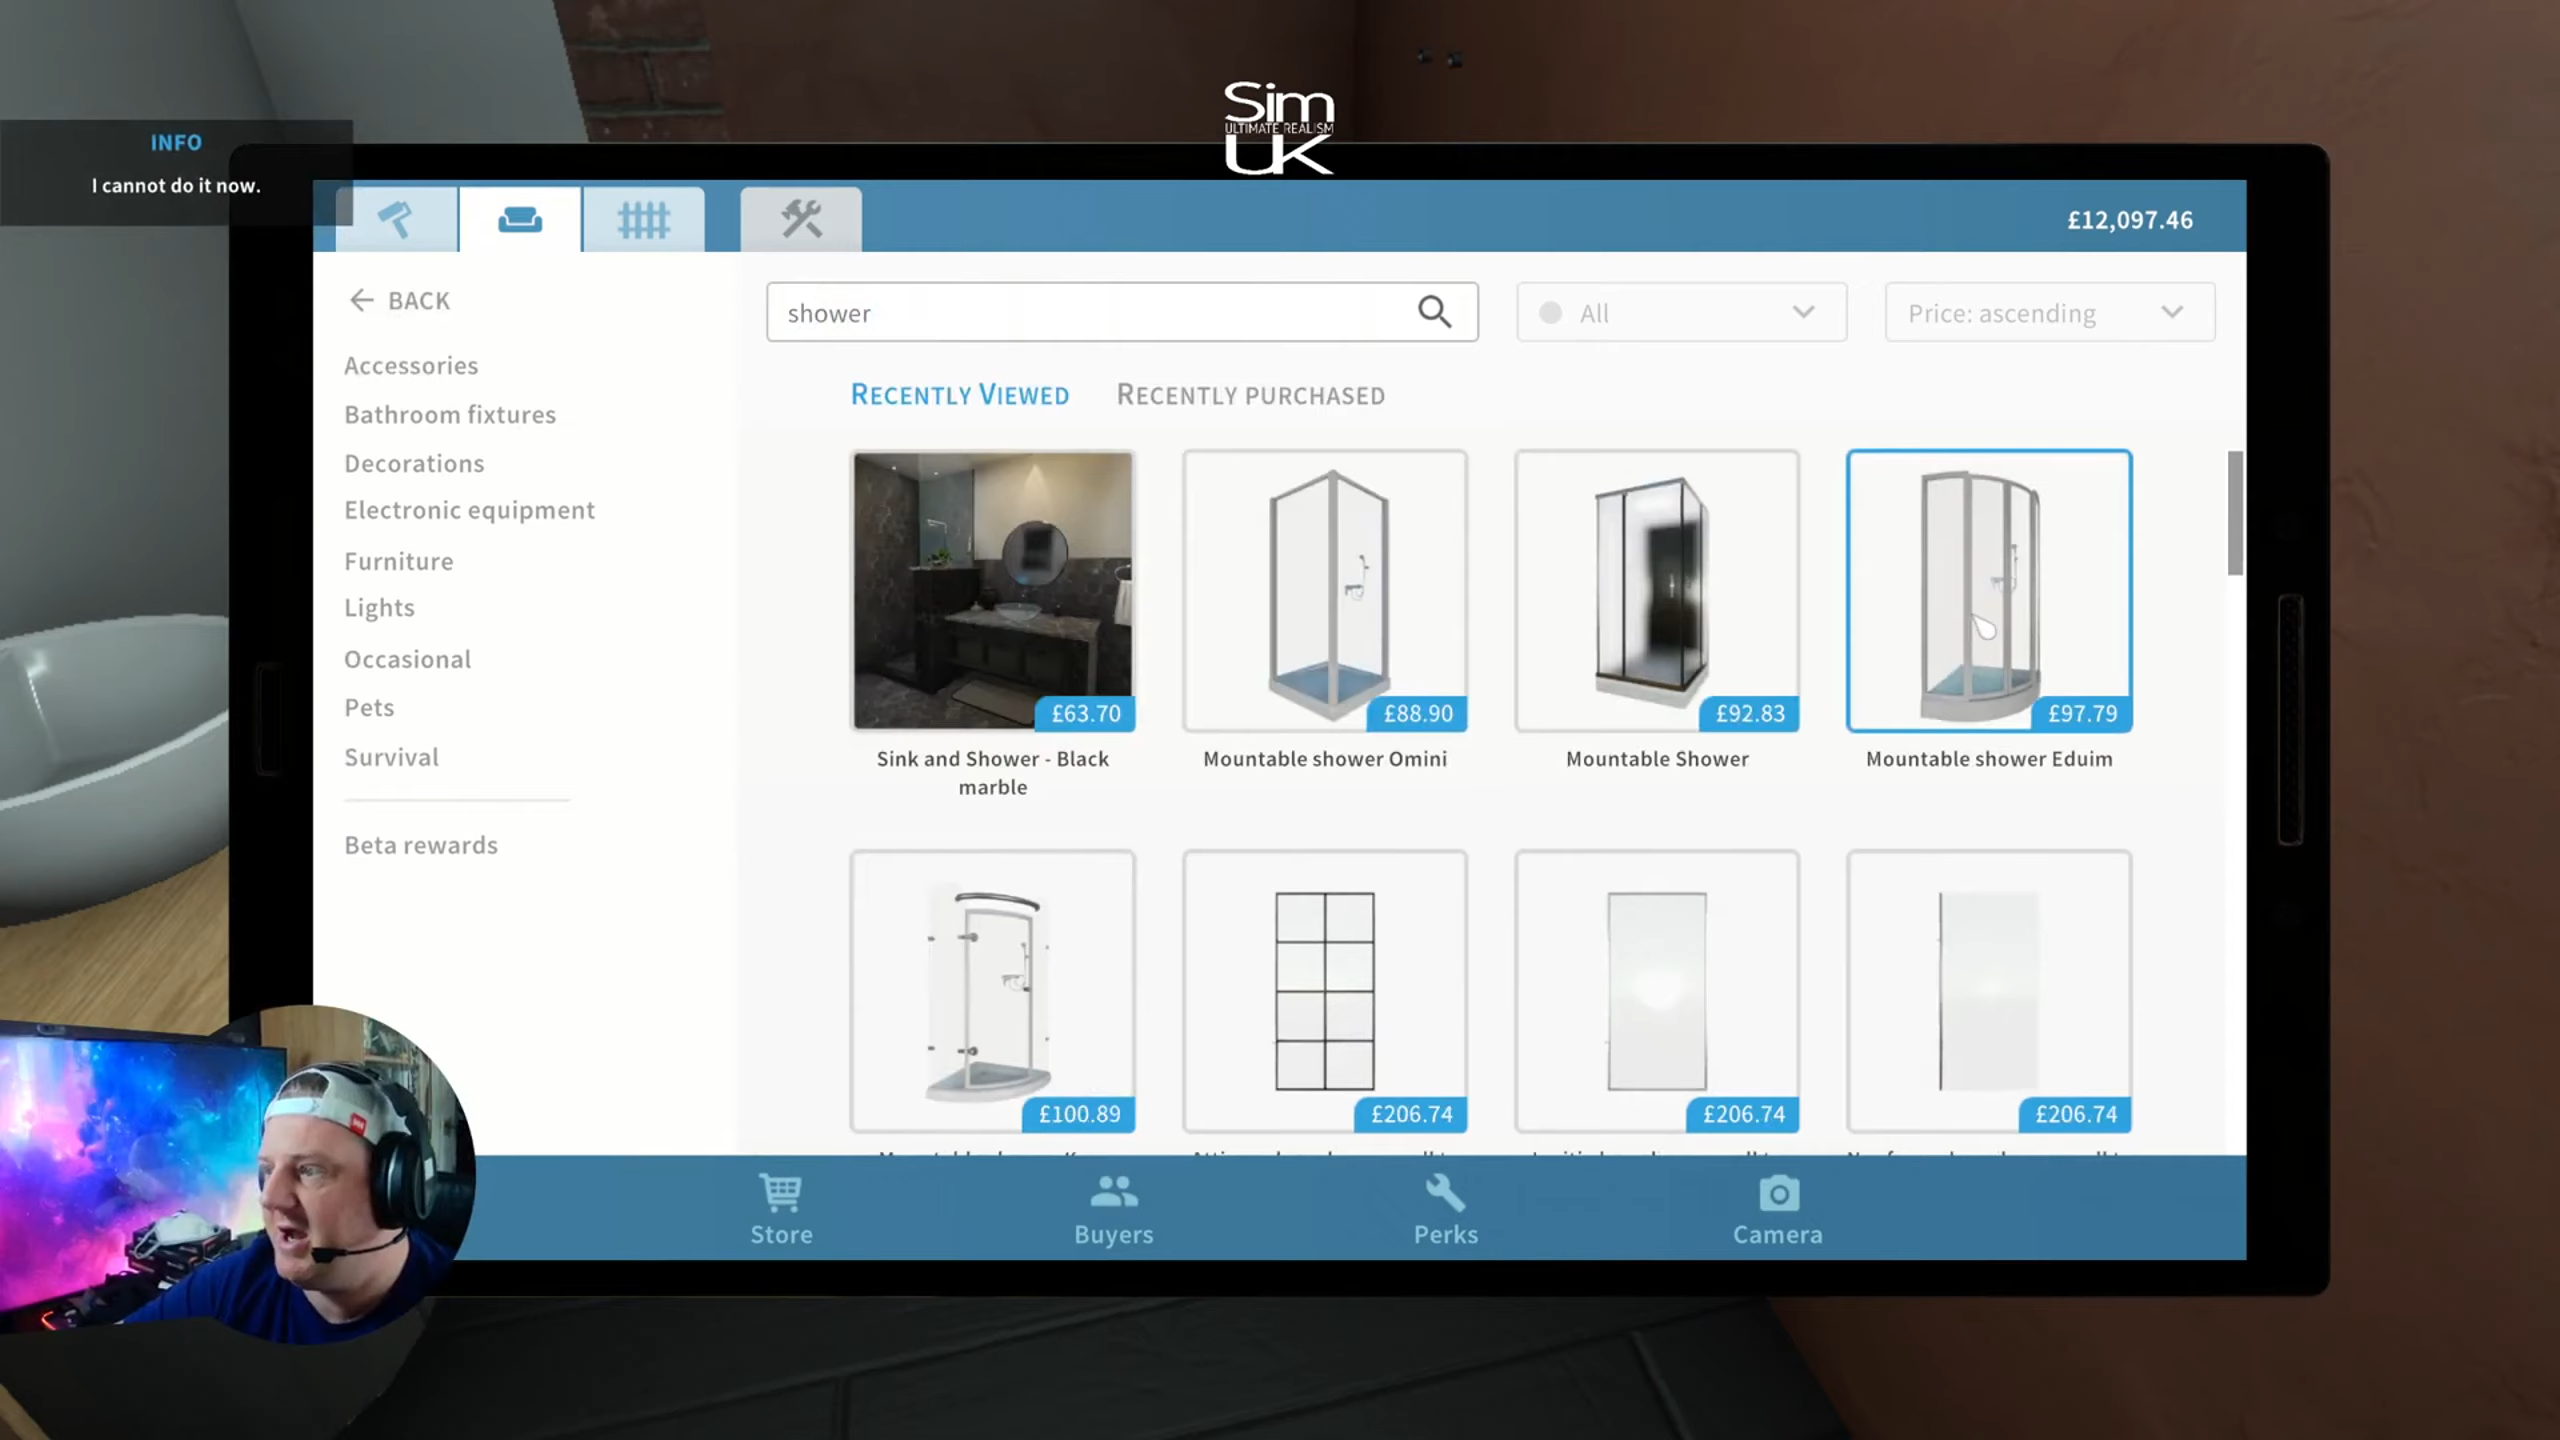 Sim
ULTIMATE REALISM
UK
INFO
I cannot do it now.
£12,097.46
BACK
Accessories
Bathroom fixtures
Decorations
Electronic equipment
Furniture
Lights
Occasional
Pets
Survival
Beta rewards
shower
All
Price: ascending
RECENTLY VIEWED
RECENTLY PURCHASED
£63.70
£88.90
£92.83
£97.79
Sink and Shower - Black
marble
Mountable shower Omini
Mountable Shower
Mountable shower Eduim
£100.89
£206.74
£206.74
£206.74
Store
Buyers
Perks
Camera